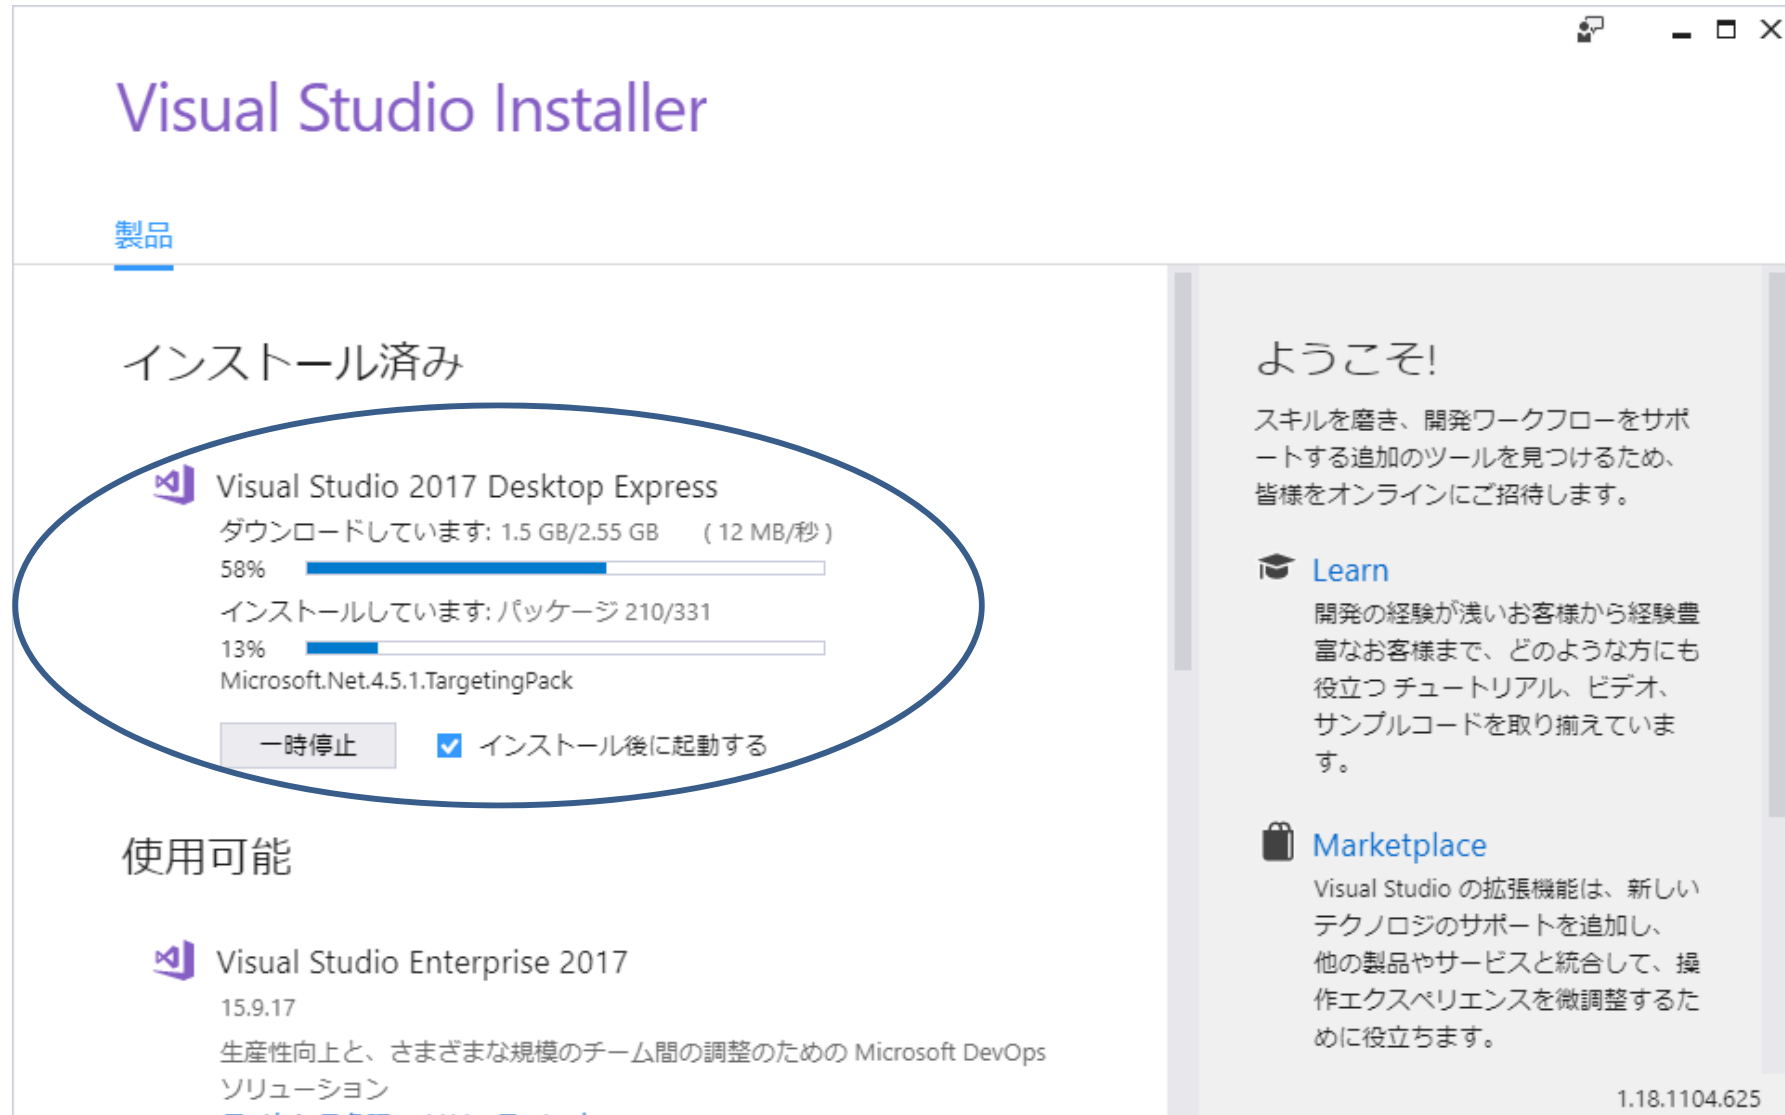 Visual Studio Installer
製品
インストール済み
Visual Studio 2017 Desktop Express
ダウンロードしています: 1.5 GB/2.55 GB (12 MB/秒)
58%
インストールしています: パッケージ 210/331
13%
Microsoft.Net.4.5.1.TargetingPack
一時停止 インストール後に起動する
使用可能
Visual Studio Enterprise 2017
15.9.17
生産性向上と、さまざまな規模のチーム間の調整のための Microsoft DevOps
ソリューション
ようこそ!
スキルを磨き、開発ワークフローをサポ
ートする追加のツールを見つけるため、
皆様をオンラインにご招待します。
Learn
開発の経験が浅いお客様から経験豊
富なお客様まで、どのような方にも
役立つ チュートリアル、ビデオ、
サンプルコードを取り揃えていま
す。
Marketplace
Visual Studio の拡張機能は、新しい
テクノロジのサポートを追加し、
他の製品やサービスと統合して、操
作エクスペリエンスを微調整するた
めに役立ちます。
1.18.1104.625